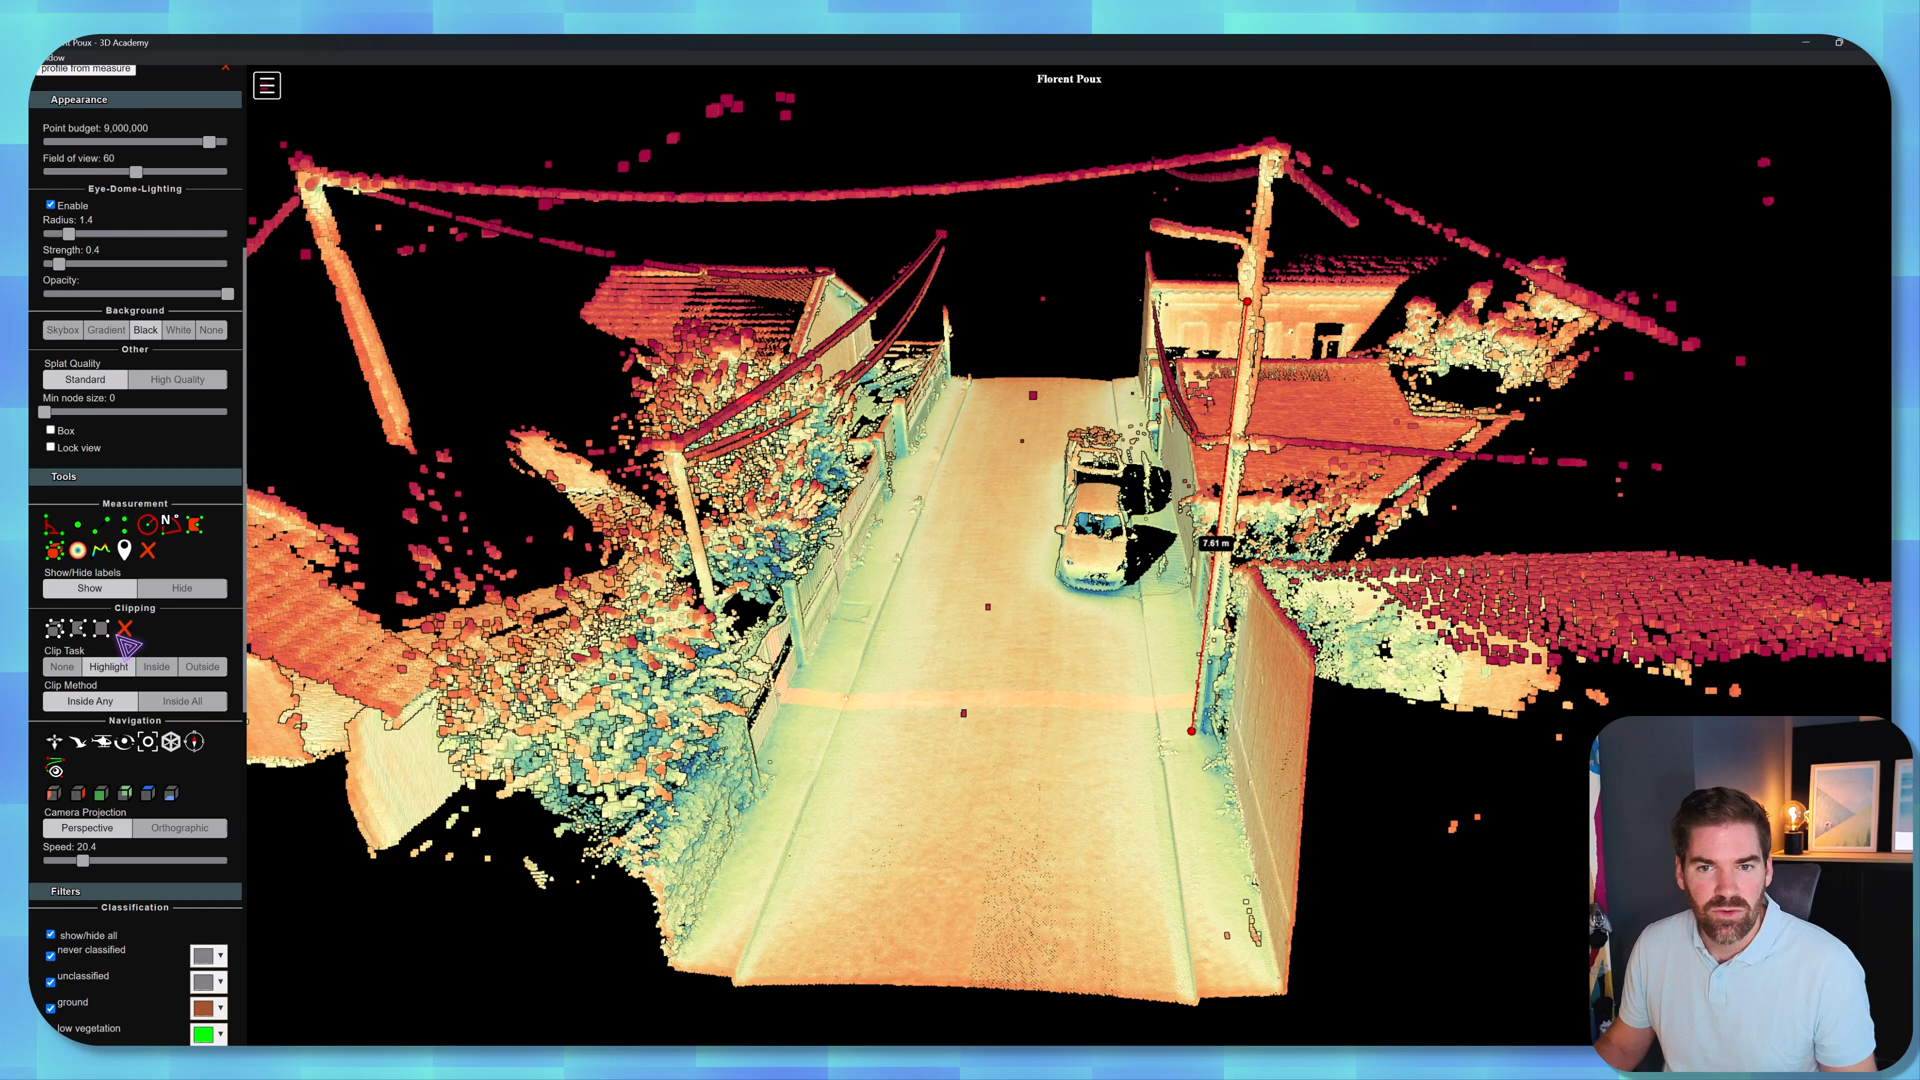 Poux - 3D Academy
profile from measure
Florent Poux
Appearance
Point budget: 9,000,000
Field of view: 60
Eye-Dome-Lighting
Enable
Radius: 1.4
Strength: 0.4
Opacity:
Background
Skybox Gradient Black White None
Other
Splat Quality
Standard High Quality
Min node size: 0
Box
Lock view
Tools
Measurement
N°
Show/Hide labels
Show Hide
Clipping
Clip Task
None Highlight Inside Outside
Clip Method
Inside Any Inside All
Navigation
Camera Projection
Perspective Orthographic
Speed: 20.4
Filters
Classification
show/hide all
never classified
unclassified
ground
low vegetation
7.61 m